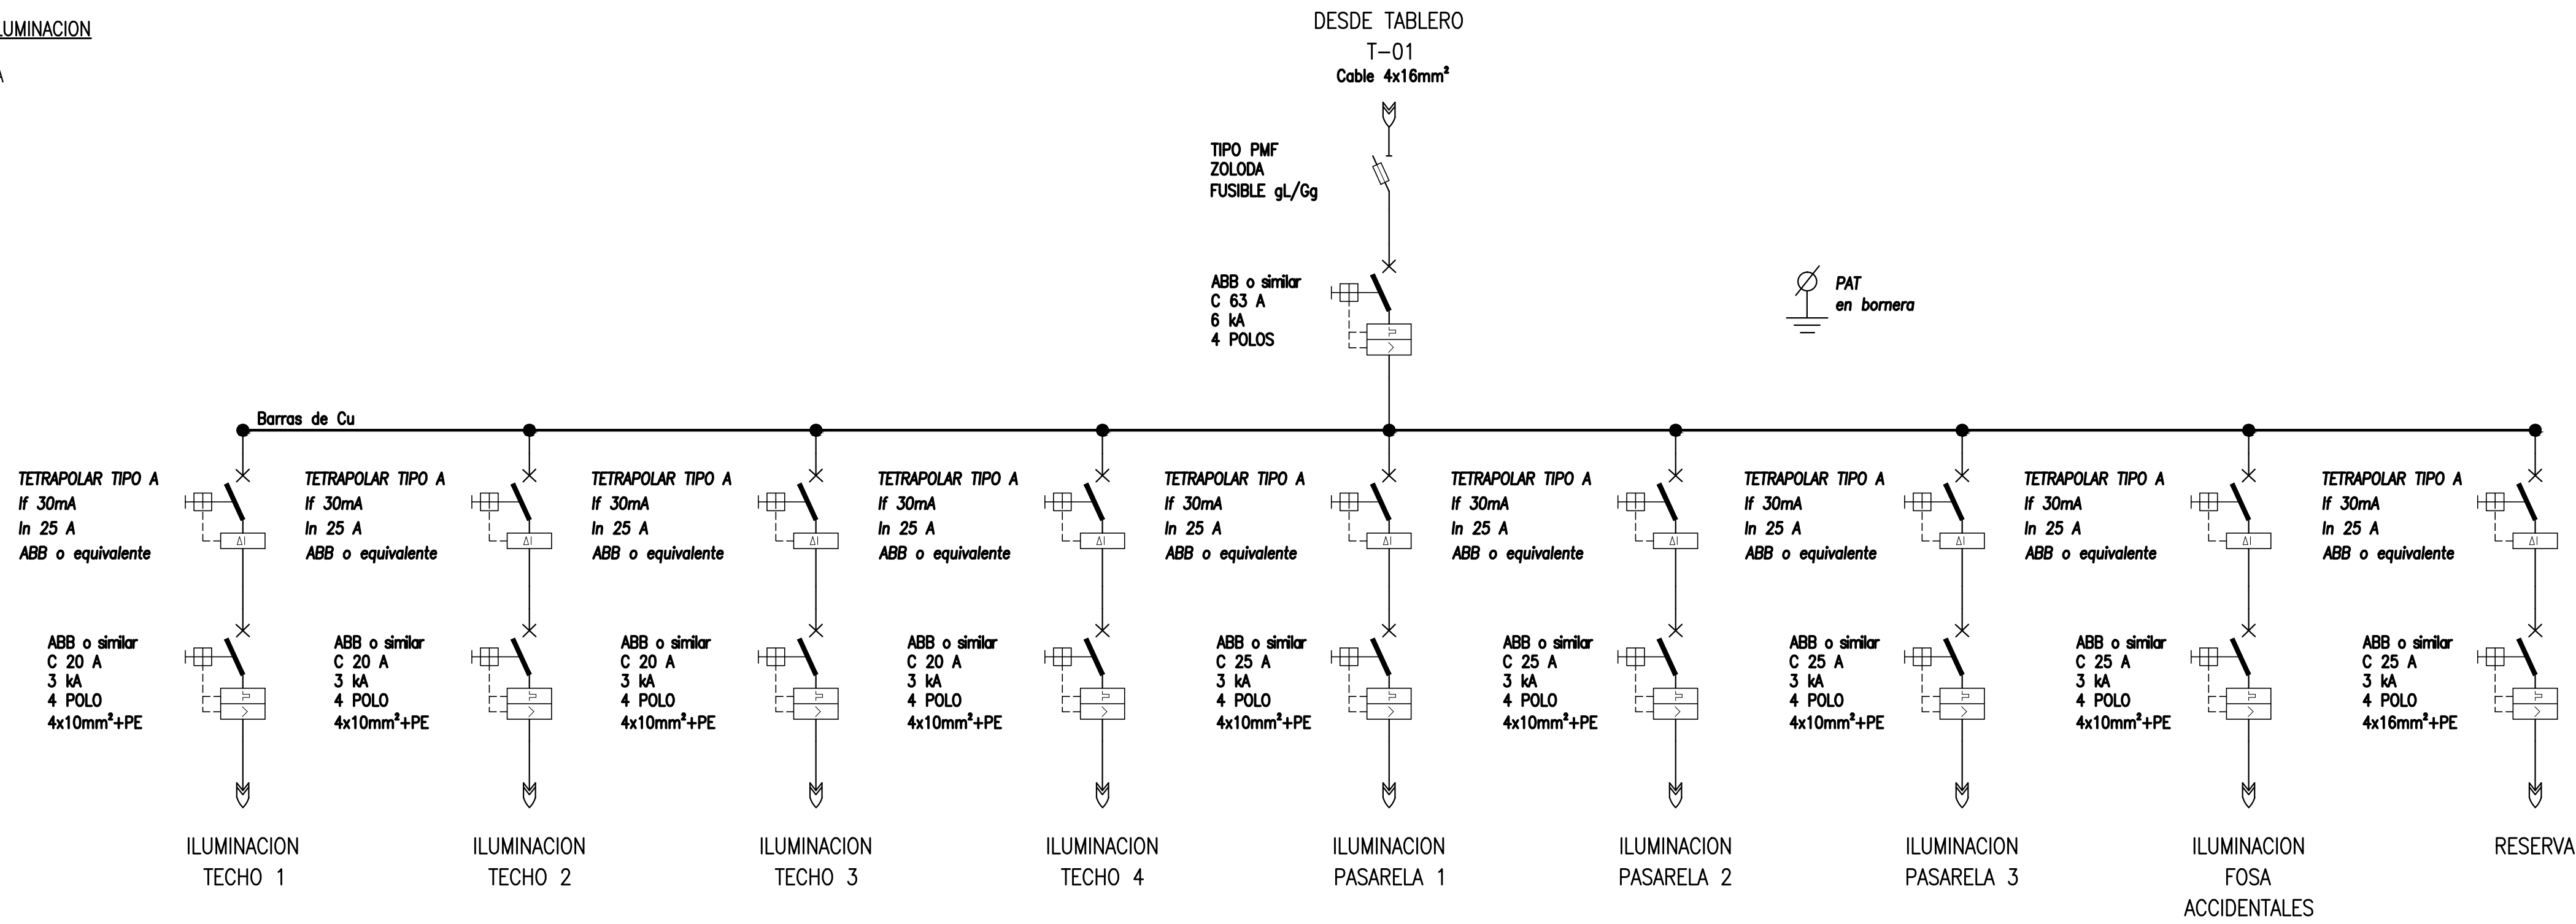 LUMINACION
A
DESDE TABLERO
T-01
Cable 4x16mm²
TIPO PMF
ZOLODA
FUSIBLE gL/Gg
ABB o similar
C 63 A
6 kA
4 POLOS
PAT
en bornera
Barras de Cu
TETRAPOLAR TIPO A
If 30mA
In 25 A
ABB o equivalente
ΔI
ABB o similar
C 20 A
3 kA
4 POLO
4x10mm²+PE
ILUMINACION
TECHO 1
TETRAPOLAR TIPO A
If 30mA
In 25 A
ABB o equivalente
ΔI
ABB o similar
C 20 A
3 kA
4 POLO
4x10mm²+PE
ILUMINACION
TECHO 2
TETRAPOLAR TIPO A
If 30mA
In 25 A
ABB o equivalente
ΔI
ABB o similar
C 20 A
3 kA
4 POLO
4x10mm²+PE
ILUMINACION
TECHO 3
TETRAPOLAR TIPO A
If 30mA
In 25 A
ABB o equivalente
ΔI
ABB o similar
C 20 A
3 kA
4 POLO
4x10mm²+PE
ILUMINACION
TECHO 4
TETRAPOLAR TIPO A
If 30mA
In 25 A
ABB o equivalente
ΔI
ABB o similar
C 25 A
3 kA
4 POLO
4x10mm²+PE
ILUMINACION
PASARELA 1
TETRAPOLAR TIPO A
If 30mA
In 25 A
ABB o equivalente
ΔI
ABB o similar
C 25 A
3 kA
4 POLO
4x10mm²+PE
ILUMINACION
PASARELA 2
TETRAPOLAR TIPO A
If 30mA
In 25 A
ABB o equivalente
ΔI
ABB o similar
C 25 A
3 kA
4 POLO
4x10mm²+PE
ILUMINACION
PASARELA 3
TETRAPOLAR TIPO A
If 30mA
In 25 A
ABB o equivalente
ΔI
ABB o similar
C 25 A
3 kA
4 POLO
4x10mm²+PE
ILUMINACION
FOSA
ACCIDENTALES
TETRAPOLAR TIPO A
If 30mA
In 25 A
ABB o equivalente
ΔI
ABB o similar
C 25 A
3 kA
4 POLO
4x16mm²+PE
RESERVA